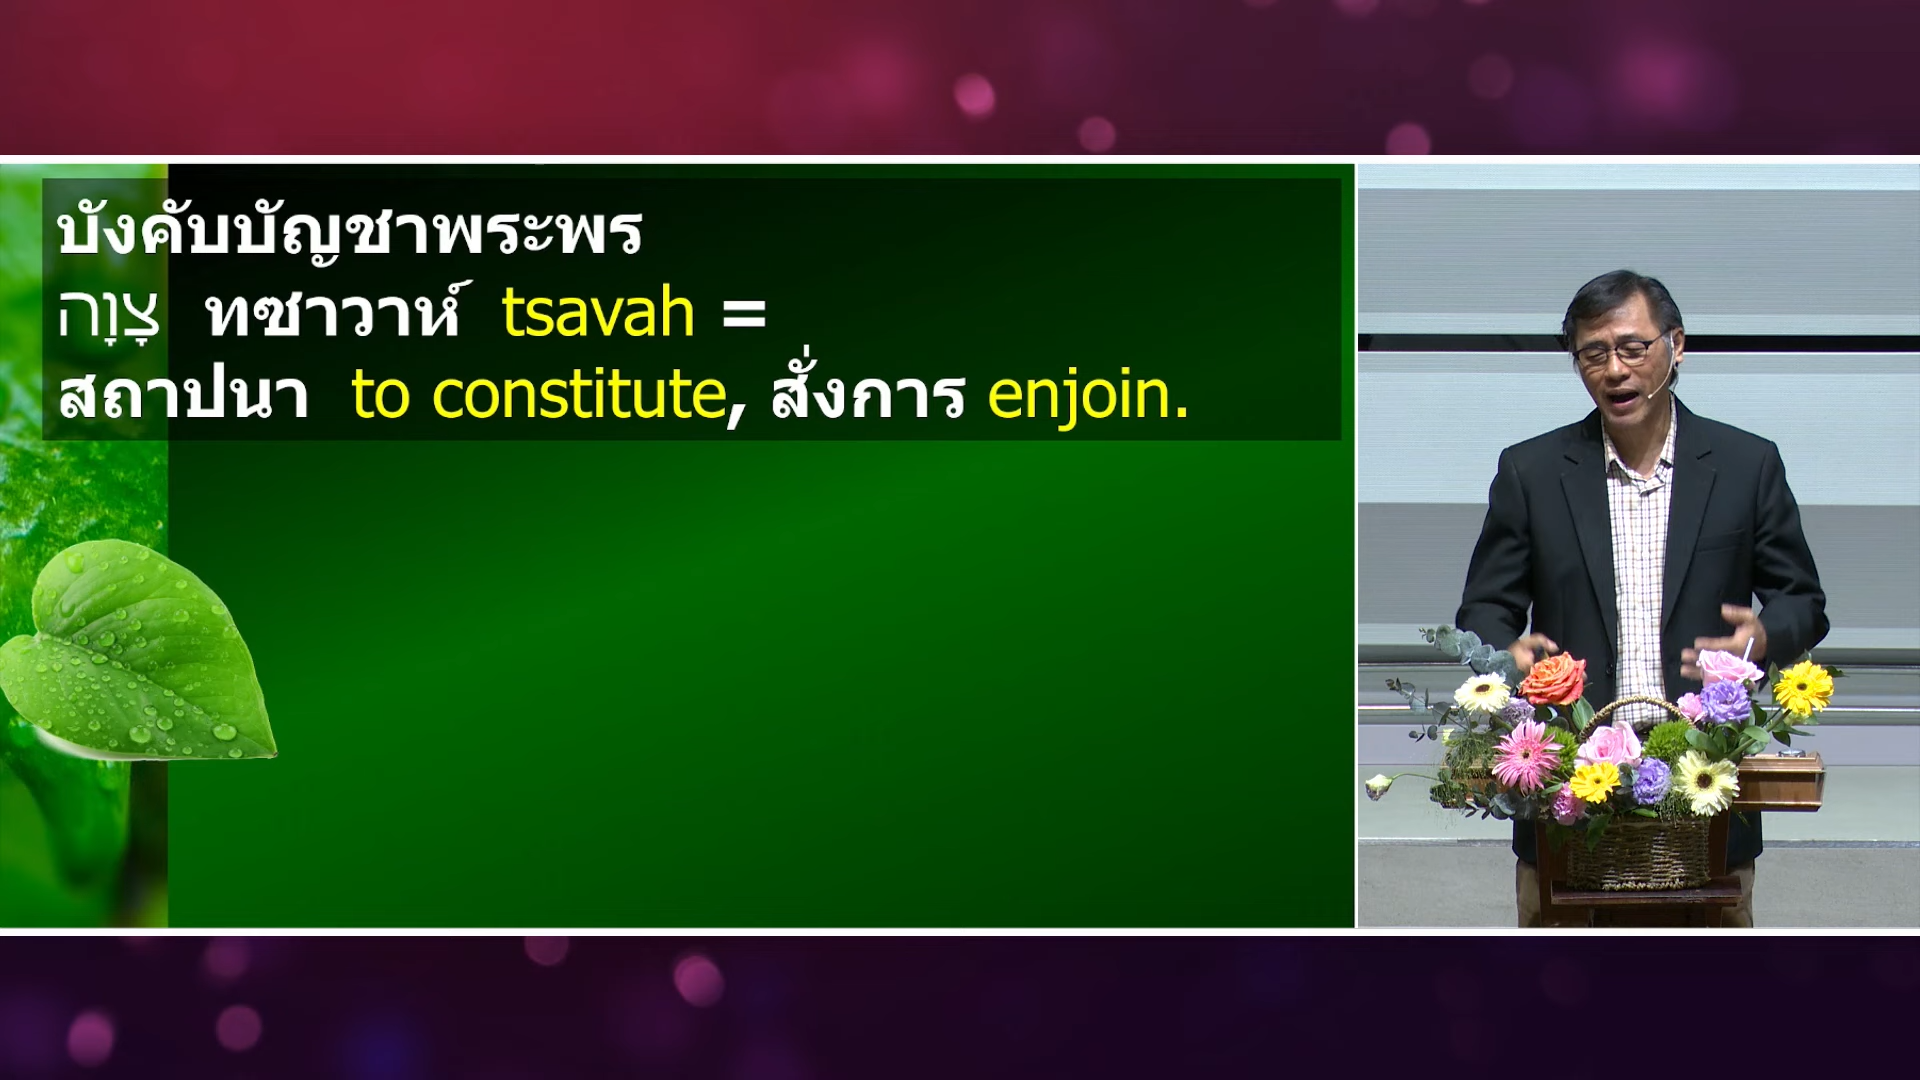 บังคับบัญชาพระพร
צָוָה ทซาวาห์ tsavah =
สถาปนา to constitute, สั่งการ enjoin.